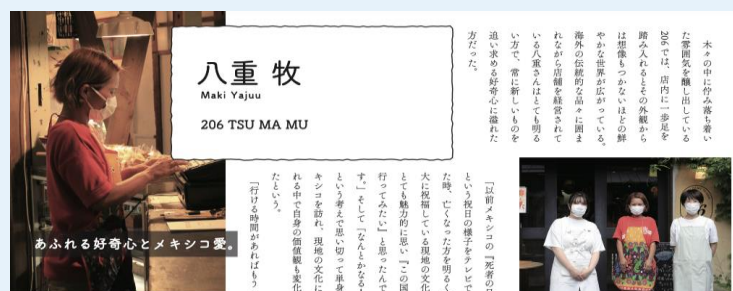 八重 牧
Maki Yajuu
206 TSU MA MU
木々の中に佇み落ち着い
た雰囲気を醸し出している
206では、店内に一歩足を
踏み入れるとその外観から
は想像もつかないほどの鮮
やかな世界が広がっている。
海外の伝統的な品々に囲ま
れながら店舗を経営されて
いる八重さんはとても明る
い方で、常に新しいものを
追い求める好奇心に溢れた
方だった。
「以前メキシコの『死者の日
という祝日の様子をテレビで
た時、亡くなった方を明るく
大に祝福している現地の文化
とても魅力的に思い『この国
行ってみたい』と思ったんで
す。」そして『なんとかなる
という考えで思い切って単身
キシコを訪れ、現地の文化に
れる中で自身の価値観も変化
たという。
「行ける時間があればもう
あふれる好奇心とメキシコ愛。